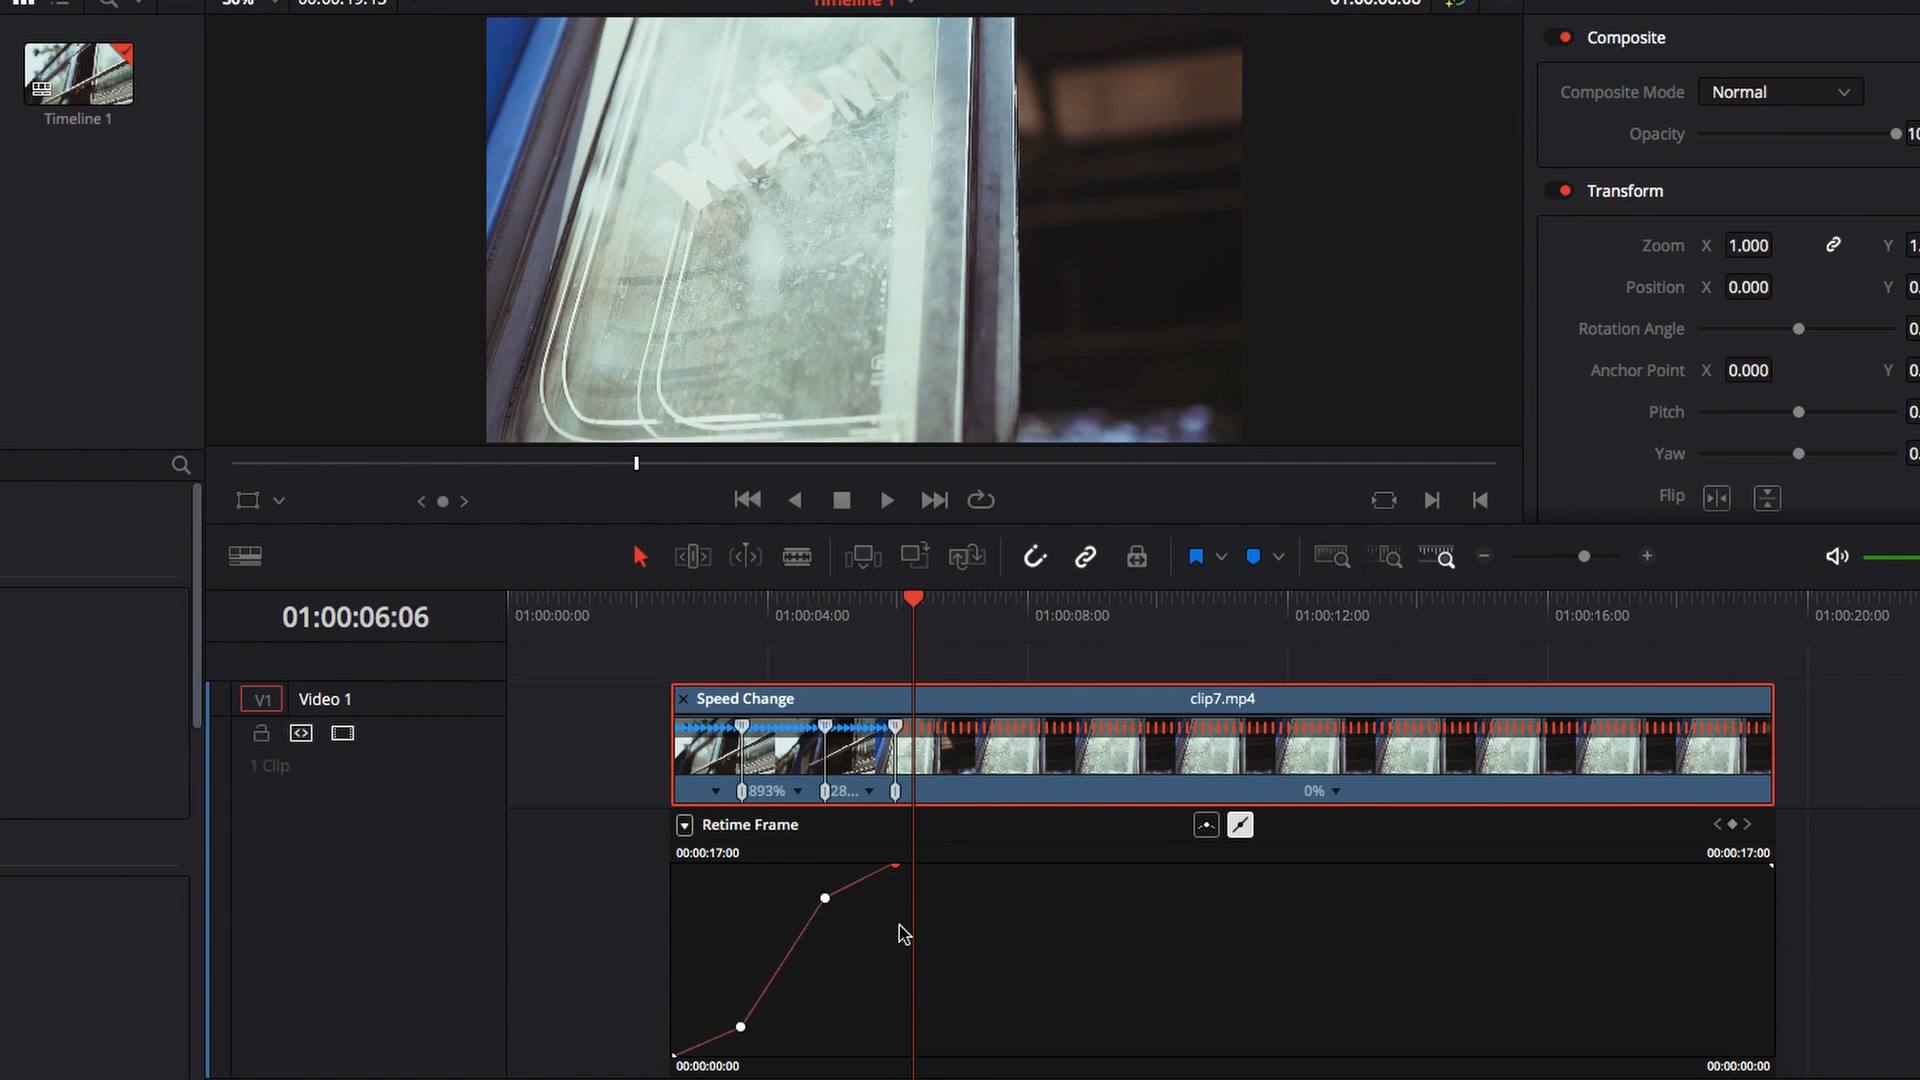 Timeline 1
Composite
Composite Mode
Normal
Opacity
Timeline 1
Transform
Zoom X 1.000 Y
Position X 0.000 Y
Rotation Angle
Anchor Point X 0.000 Y
Pitch
Yaw
Flip
01:00:06:06
01:00:00:00
01:00:04:00
01:00:08:00
01:00:12:00
01:00:16:00
01:00:20:00
V1
Video 1
1 Clip
Speed Change
clip7.mp4
893%
28...
0%
Retime Frame
00:00:17:00
00:00:17:00
00:00:00:00
00:00:00:00